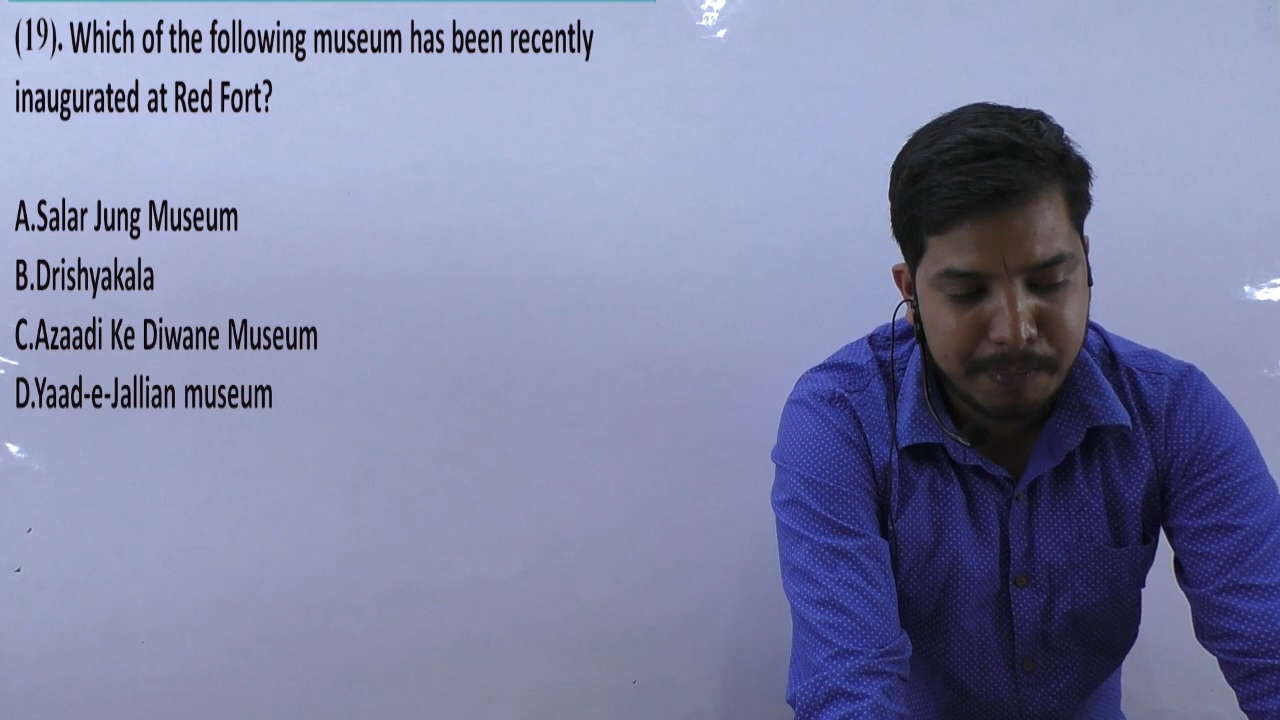 (19). Which of the following museum has been recently
inaugurated at Red Fort?
A.Salar Jung Museum
B.Drishyakala
C.Azaadi Ke Diwane Museum
D.Yaad-e-Jallian museum